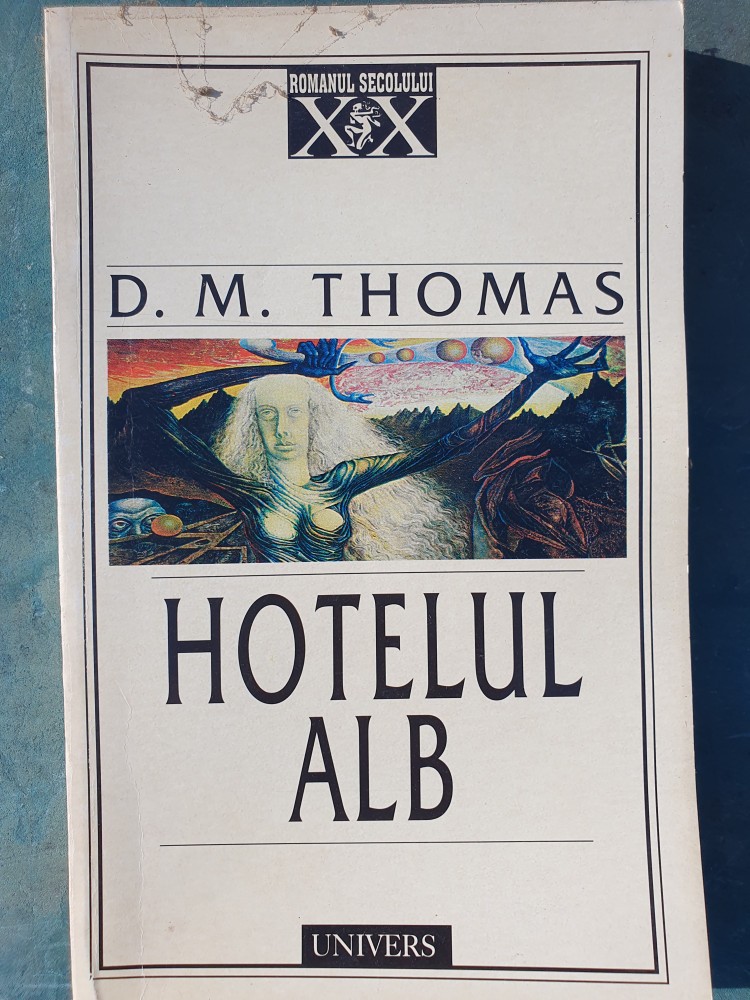 ROMANUL SECOLULUI
XX
D. M. THOMAS
HOTELUL
ALB
UNIVERS